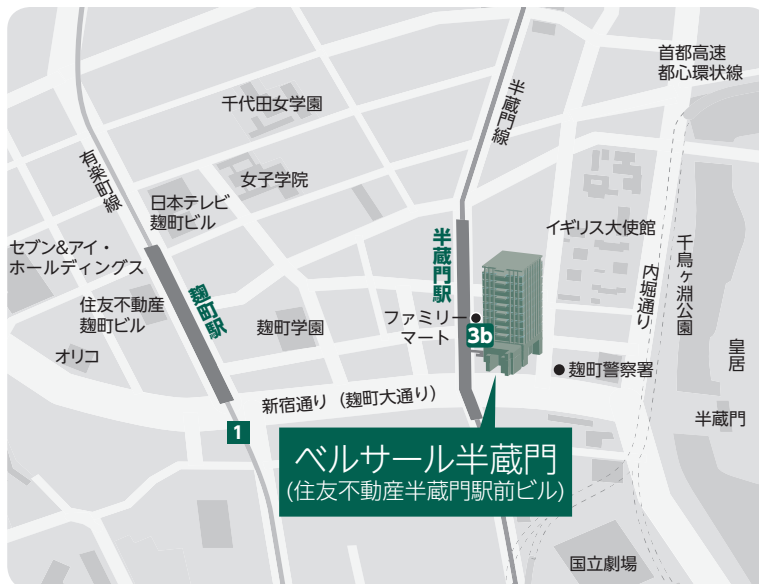 首都高速
都心環状線
千代田女学園
半蔵門線
有楽町線
女子学院
日本テレビ
麹町ビル
イギリス大使館
セブン&アイ・
ホールディングス
半蔵門駅
千鳥ヶ淵公園
内堀通り
麹町駅
住友不動産
麹町ビル
ファミリー
マート
3b
麹町学園
オリコ
皇居
麹町警察署
新宿通り（麹町大通り）
半蔵門
1
ベルサール半蔵門
(住友不動産半蔵門駅前ビル)
国立劇場